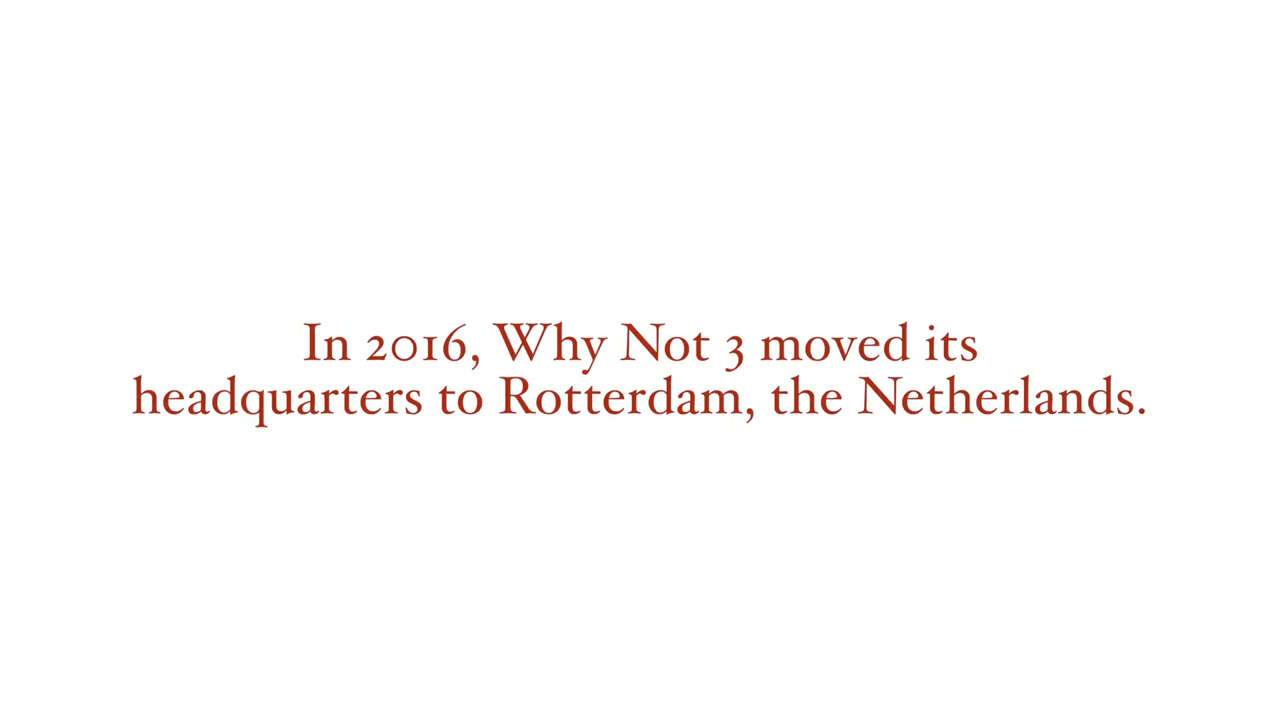 In 2016, Why Not 3 moved its
headquarters to Rotterdam, the Netherlands.